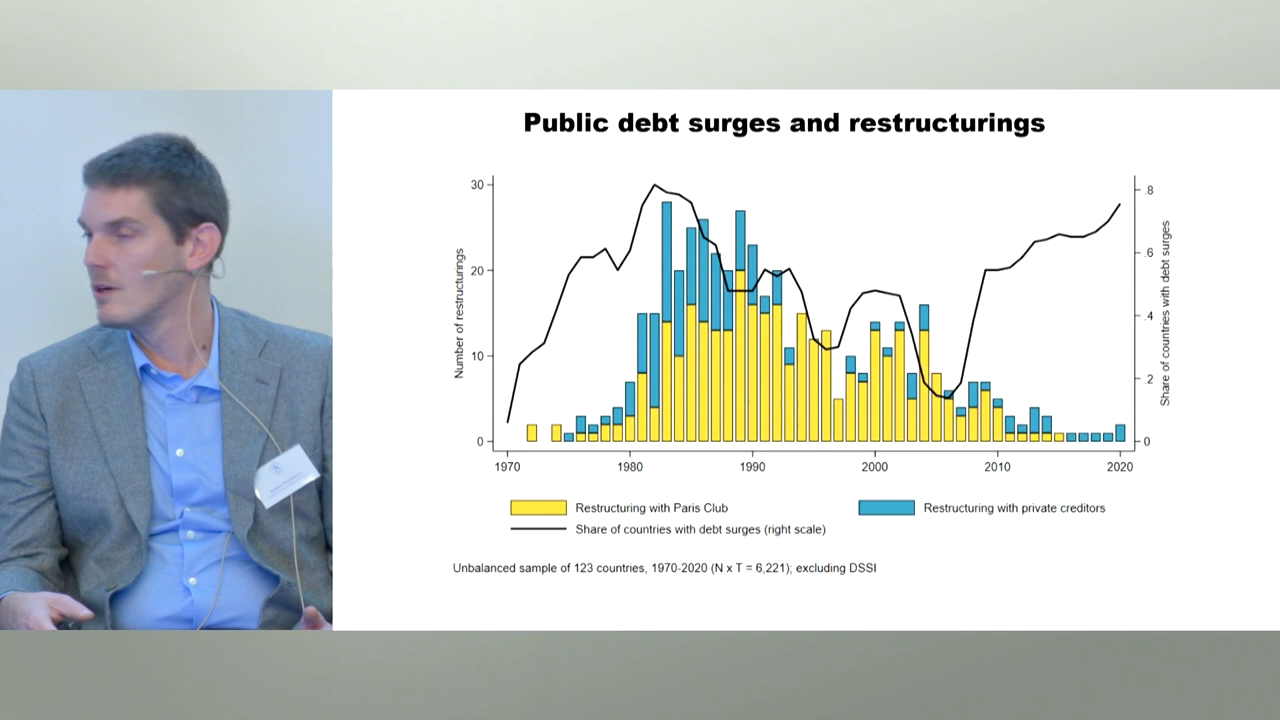 Public debt surges and restructurings
30
20
10
0
Number of restructurings
.8
.6
.4
.2
0
Share of countries with debt surges
1970 1980 1990 2000 2010 2020
Restructuring with Paris Club Restructuring with private creditors
Share of countries with debt surges (right scale)
Unbalanced sample of 123 countries, 1970-2020 (N x T = 6,221); excluding DSSI